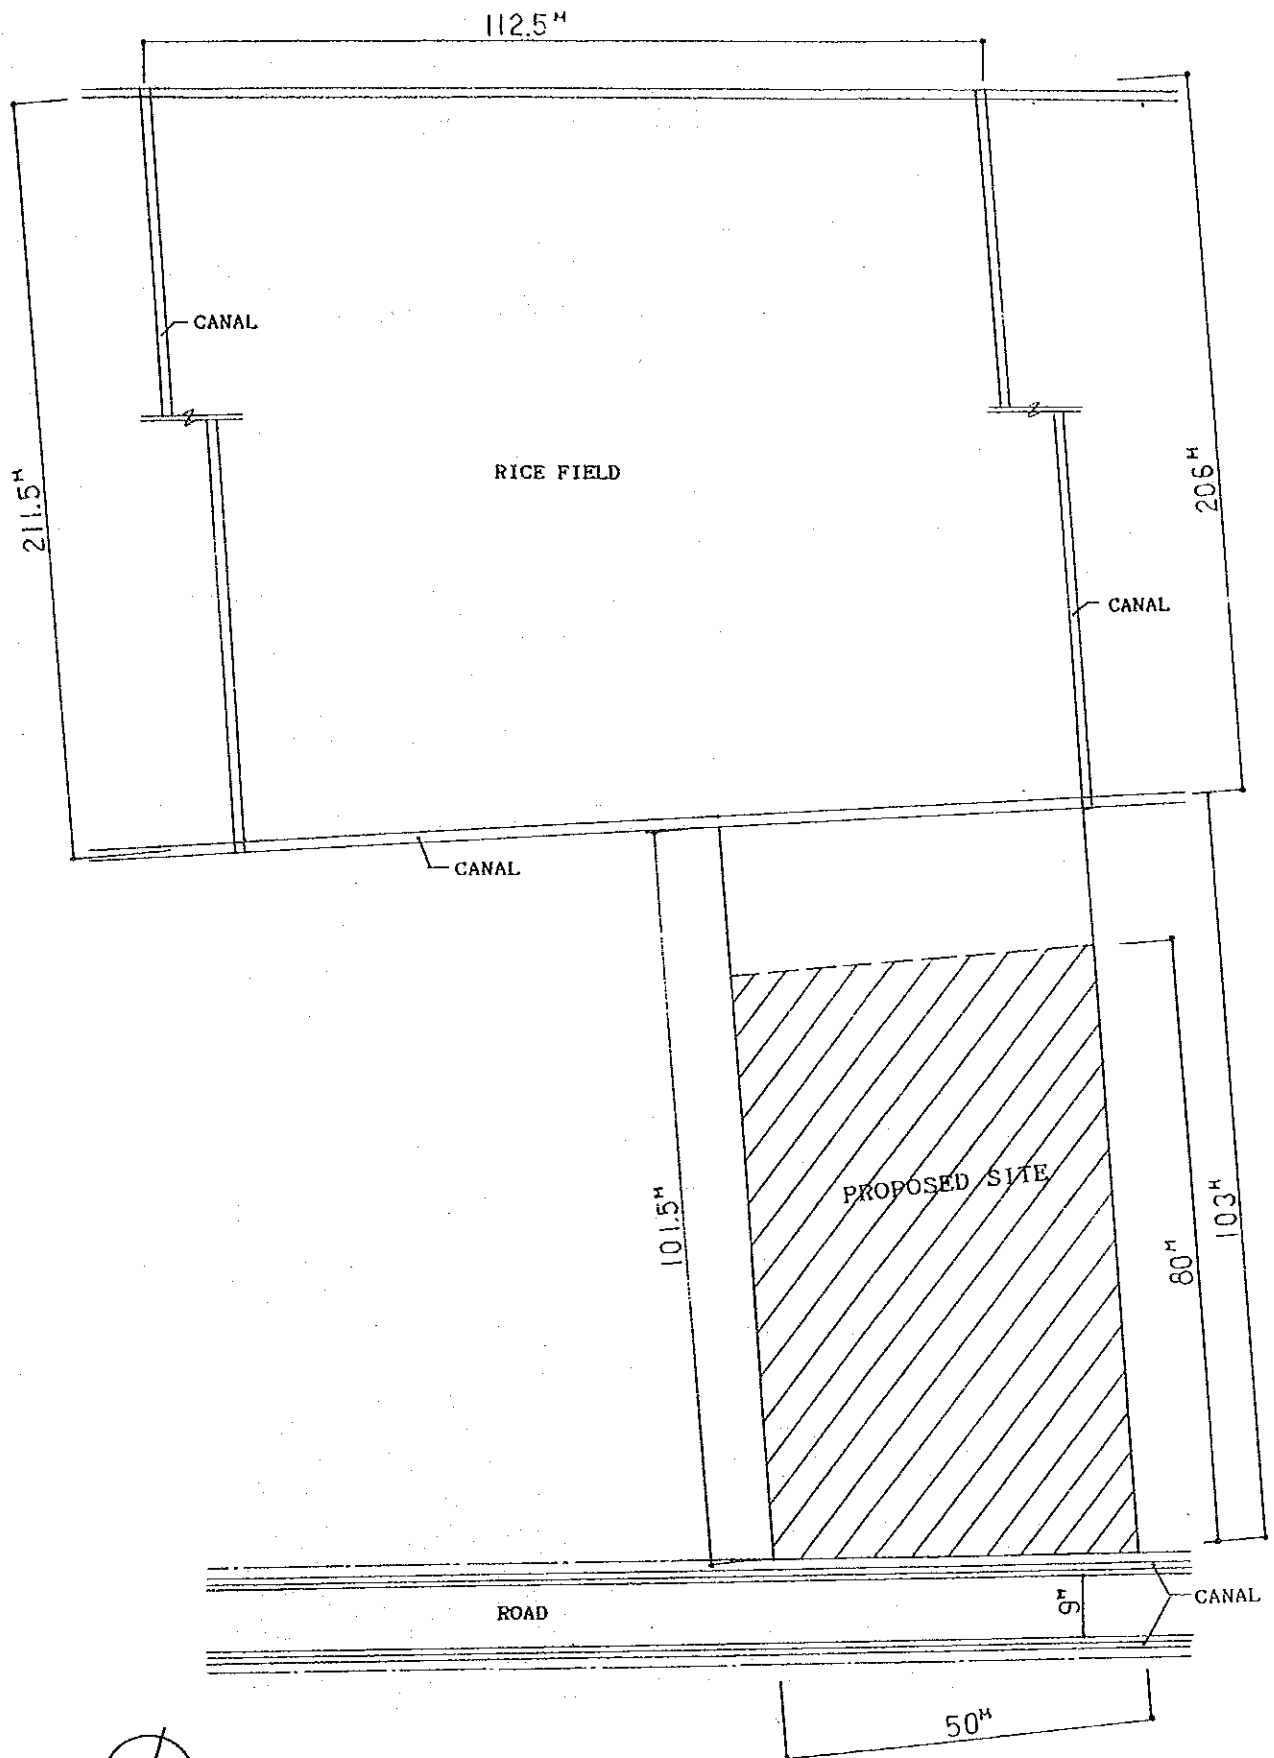 112.5M
CANAL
RICE FIELD
211.5M
206M
CANAL
CANAL
PROPOSED SITE
101.5M
80M
103M
ROAD
9M
CANAL
50M